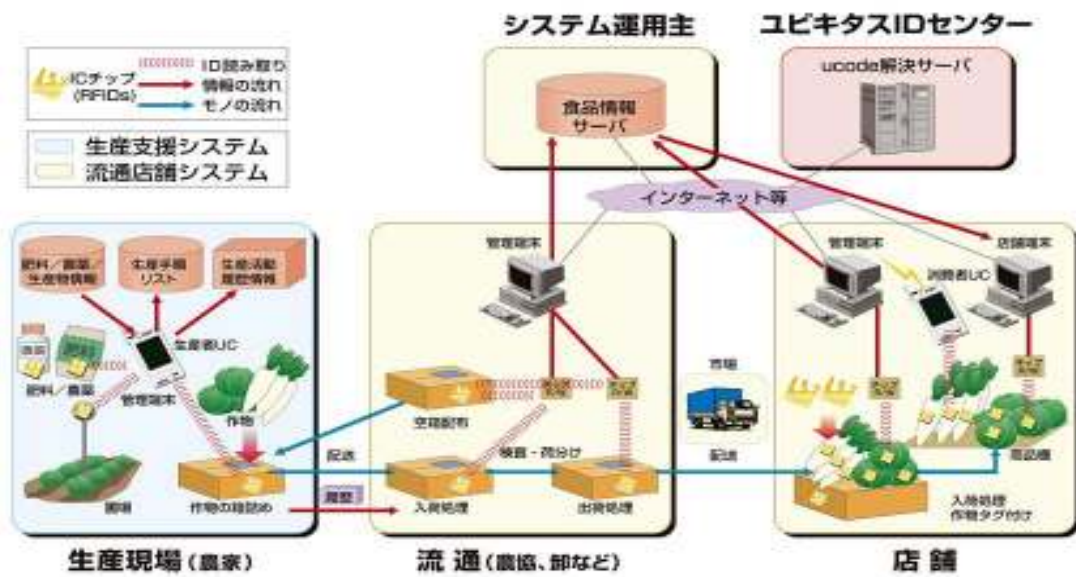 システム運用主
ユビキタスIDセンター
ICチップ
(RFIDs)
ID読み取り
情報の流れ
モノの流れ
生産支援システム
流通店舗システム
食品情報
サーバ
ucode解決サーバ
インターネット等
肥料/農薬/
生産物情報
生産手順
リスト
生産活動
履歴情報
生産者UC
肥料/農薬
管理端末
作物
圃場
作物の箱詰め
生産現場(農家)
配送
履歴
管理端末
空箱配布
検査・荷分け
入荷処理
出荷処理
流通(農協、卸など)
市場
配送
管理端末
消費者UC
店舗端末
入荷処理
作物タグ付け
店舗